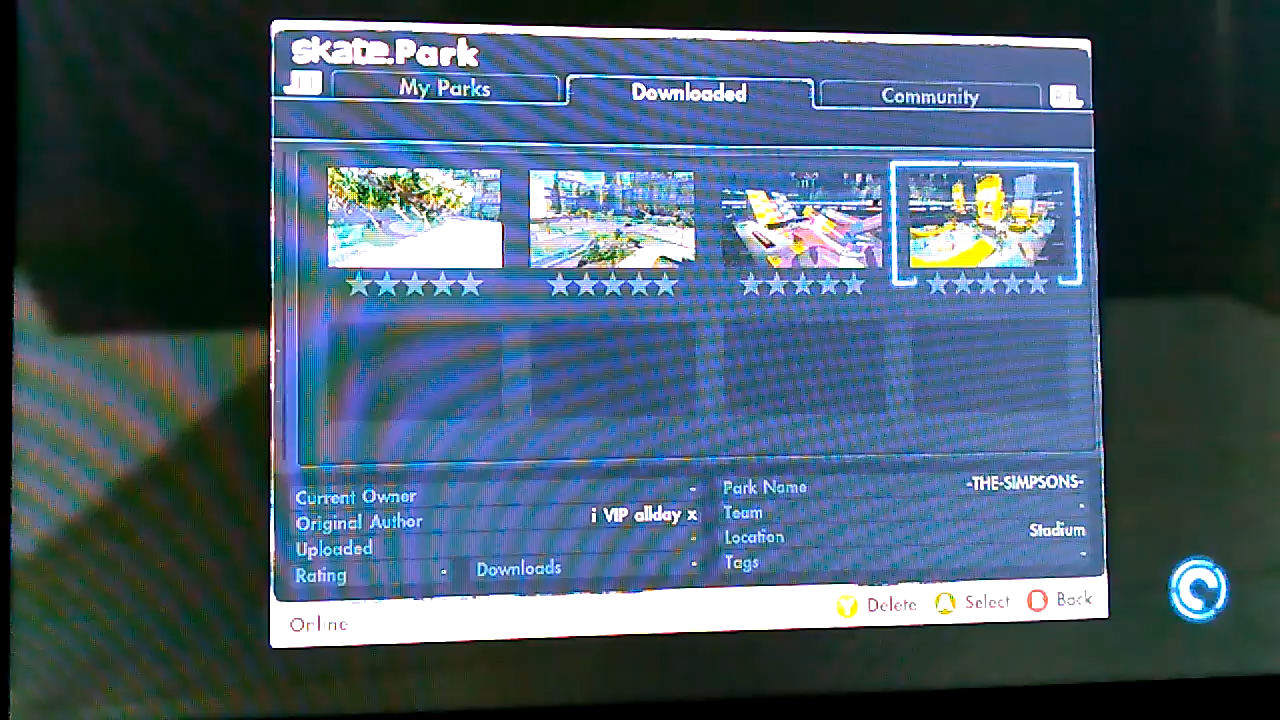 skate.Park
My Parks
Downloaded
Community
Current Owner -
Original Author i VIP allday x
Uploaded -
Rating - Downloads -
Park Name -THE-SIMPSONS-
Team -
Location Stadium
Tags -
Y Delete Select Back
Online